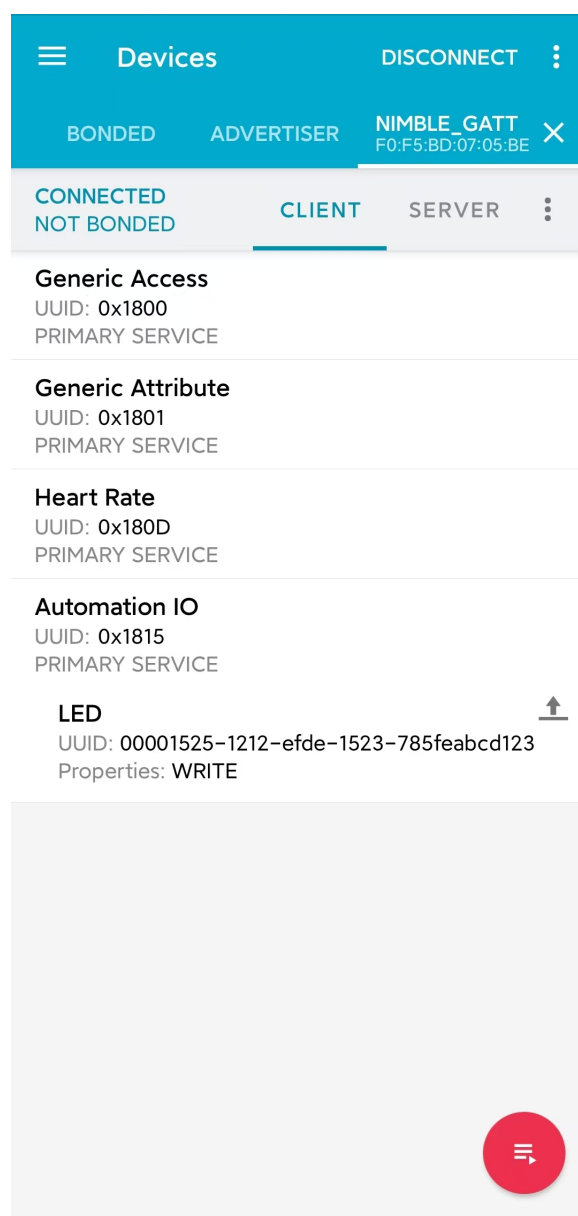 Devices
DISCONNECT
BONDED
ADVERTISER
NIMBLE_GATT
F0:F5:BD:07:05:BE
CONNECTED
NOT BONDED
CLIENT
SERVER
Generic Access
UUID: 0x1800
PRIMARY SERVICE
Generic Attribute
UUID: 0x1801
PRIMARY SERVICE
Heart Rate
UUID: 0x180D
PRIMARY SERVICE
Automation IO
UUID: 0x1815
PRIMARY SERVICE
LED
UUID: 00001525-1212-efde-1523-785feabcd123
Properties: WRITE